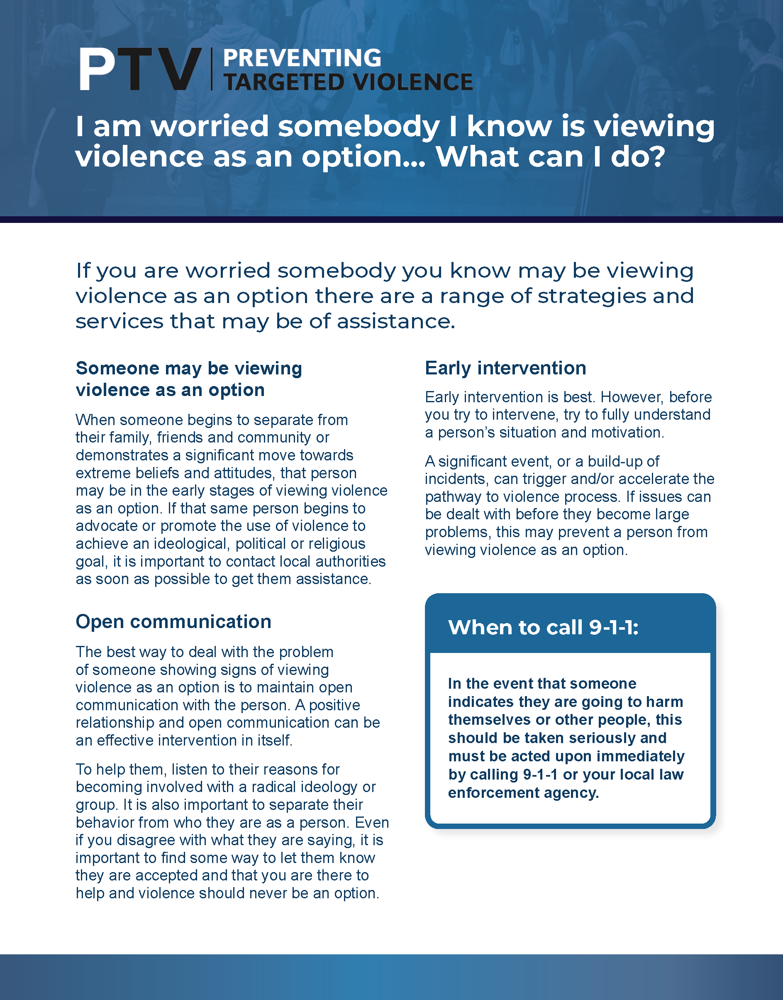 PTV
PREVENTING
TARGETED VIOLENCE
I am worried somebody I know is viewing
violence as an option... What can I do?
If you are worried somebody you know may be viewing
violence as an option there are a range of strategies and
services that may be of assistance.
Someone may be viewing
violence as an option
When someone begins to separate from
their family, friends and community or
demonstrates a significant move towards
extreme beliefs and attitudes, that person
may be in the early stages of viewing violence
as an option. If that same person begins to
advocate or promote the use of violence to
achieve an ideological, political or religious
goal, it is important to contact local authorities
as soon as possible to get them assistance.
Open communication
The best way to deal with the problem
of someone showing signs of viewing
violence as an option is to maintain open
communication with the person. A positive
relationship and open communication can be
an effective intervention in itself.
To help them, listen to their reasons for
becoming involved with a radical ideology or
group. It is also important to separate their
behavior from who they are as a person. Even
if you disagree with what they are saying, it is
important to find some way to let them know
they are accepted and that you are there to
help and violence should never be an option.
Early intervention
Early intervention is best. However, before
you try to intervene, try to fully understand
a person’s situation and motivation.
A significant event, or a build-up of
incidents, can trigger and/or accelerate the
pathway to violence process. If issues can
be dealt with before they become large
problems, this may prevent a person from
viewing violence as an option.
When to call 9-1-1:
In the event that someone
indicates they are going to harm
themselves or other people, this
should be taken seriously and
must be acted upon immediately
by calling 9-1-1 or your local law
enforcement agency.